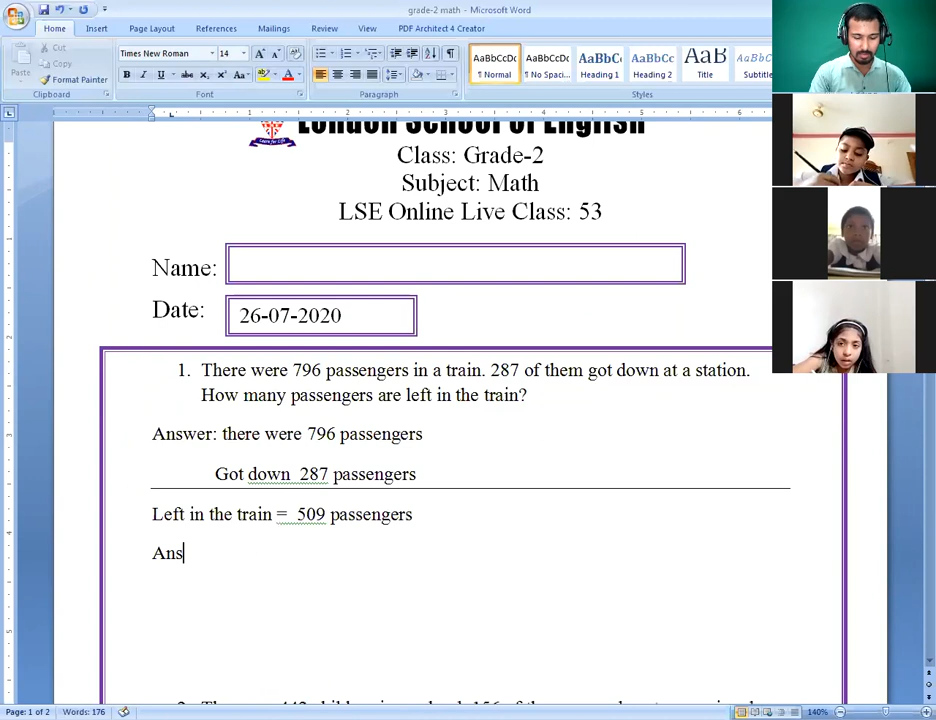 grade-2 math - Microsoft Word
Home Insert Page Layout References Mailings Review View PDF Architect 4 Creator
Cut
Copy
Paste
Format Painter
Clipboard
Times New Roman 14
Font
Paragraph
AaBbCcDc AaBbCcDc AaBbC AaBbCc AaB AaBbCc
¶ Normal ¶ No Spaci... Heading 1 Heading 2 Title Subtitle
Styles
London School of English
Class: Grade-2
Subject: Math
LSE Online Live Class: 53
Name:
Date: 26-07-2020
1. There were 796 passengers in a train. 287 of them got down at a station.
How many passengers are left in the train?
Answer: there were 796 passengers
Got down 287 passengers
Left in the train = 509 passengers
Ans
Page: 1 of 2 Words: 176 140%